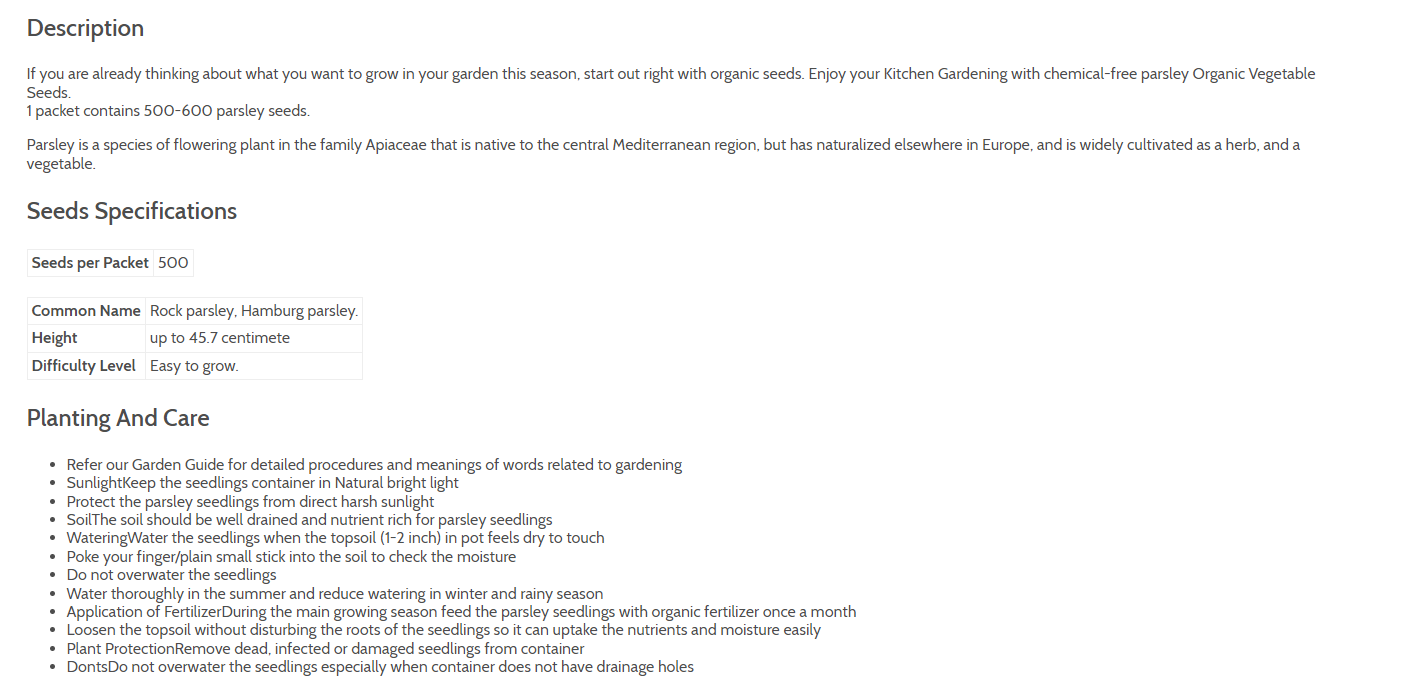 Description
If you are already thinking about what you want to grow in your garden this season, start out right with organic seeds. Enjoy your Kitchen Gardening with chemical-free parsley Organic Vegetable
Seeds.
1 packet contains 500-600 parsley seeds.
Parsley is a species of flowering plant in the family Apiaceae that is native to the central Mediterranean region, but has naturalized elsewhere in Europe, and is widely cultivated as a herb, and a
vegetable.
Seeds Specifications
Seeds per Packet 500
Common Name Rock parsley, Hamburg parsley.
Height up to 45.7 centimete
Difficulty Level Easy to grow.
Planting And Care
• Refer our Garden Guide for detailed procedures and meanings of words related to gardening
• SunlightKeep the seedlings container in Natural bright light
• Protect the parsley seedlings from direct harsh sunlight
• SoilThe soil should be well drained and nutrient rich for parsley seedlings
• WateringWater the seedlings when the topsoil (1-2 inch) in pot feels dry to touch
• Poke your finger/plain small stick into the soil to check the moisture
• Do not overwater the seedlings
• Water thoroughly in the summer and reduce watering in winter and rainy season
• Application of FertilizerDuring the main growing season feed the parsley seedlings with organic fertilizer once a month
• Loosen the topsoil without disturbing the roots of the seedlings so it can uptake the nutrients and moisture easily
• Plant ProtectionRemove dead, infected or damaged seedlings from container
• DontsDo not overwater the seedlings especially when container does not have drainage holes